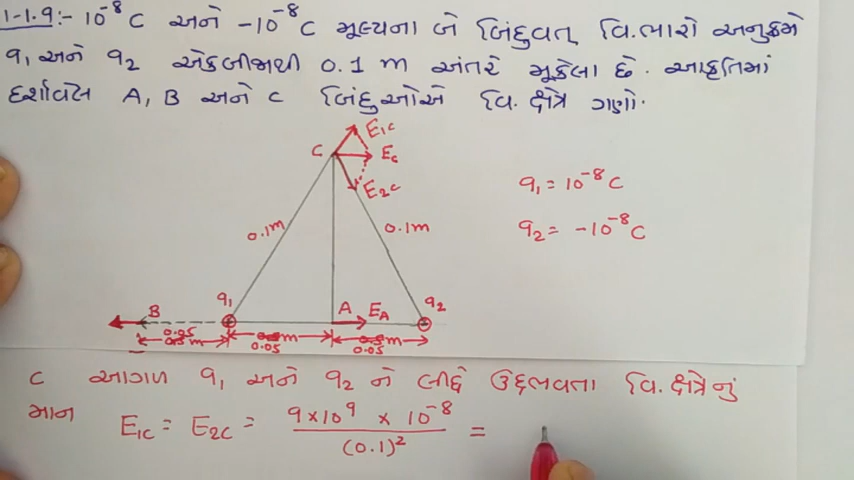 1-1.9:- 10⁻⁸ C અને -10⁻⁸ C મૂલ્યના બે બિંદુવત્ વિ.ભારો અનુક્રમે
q₁ અને q₂ એકબીજાથી 0.1 m અંતરે મૂકેલા છે. આકૃતિમાં
દર્શાવેલ A, B અને C બિંદુઓએ વિ. ક્ષેત્ર ગણો.
E₁c
C
Ec
E₂c
q₁ = 10⁻⁸ C
0.1m
0.1m
q₂ = -10⁻⁸ C
B
q₁
A
EA
q₂
0.05
m
m
m
0.05
0.05
C આગળ q₁ અને q₂ ને લીધે ઉદ્દભવતા વિ. ક્ષેત્રનું
માન E₁c = E₂c = 9×10⁹ × 10⁻⁸ / (0.1)² =